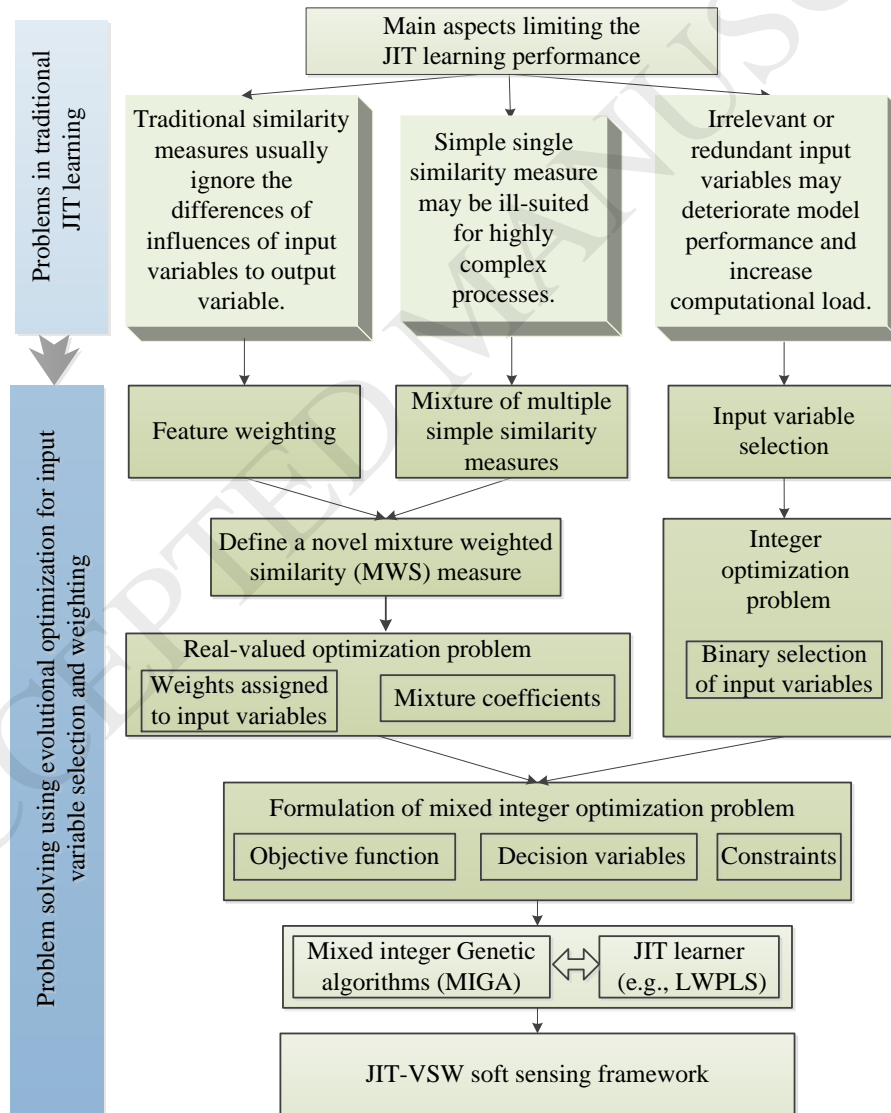 Main aspects limiting the
JIT learning performance
Problems in traditional
JIT learning
Traditional similarity
measures usually
ignore the
differences of
influences of input
variables to output
variable.
Simple single
similarity measure
may be ill-suited
for highly
complex
processes.
Irrelevant or
redundant input
variables may
deteriorate model
performance and
increase
computational load.
Problem solving using evolutional optimization for input
variable selection and weighting
Feature weighting
Mixture of multiple
simple similarity
measures
Input variable
selection
Define a novel mixture weighted
similarity (MWS) measure
Integer
optimization
problem
Binary selection
of input variables
Real-valued optimization problem
Weights assigned
to input variables
Mixture coefficients
Formulation of mixed integer optimization problem
Objective function
Decision variables
Constraints
Mixed integer Genetic
algorithms (MIGA)
JIT learner
(e.g., LWPLS)
JIT-VSW soft sensing framework